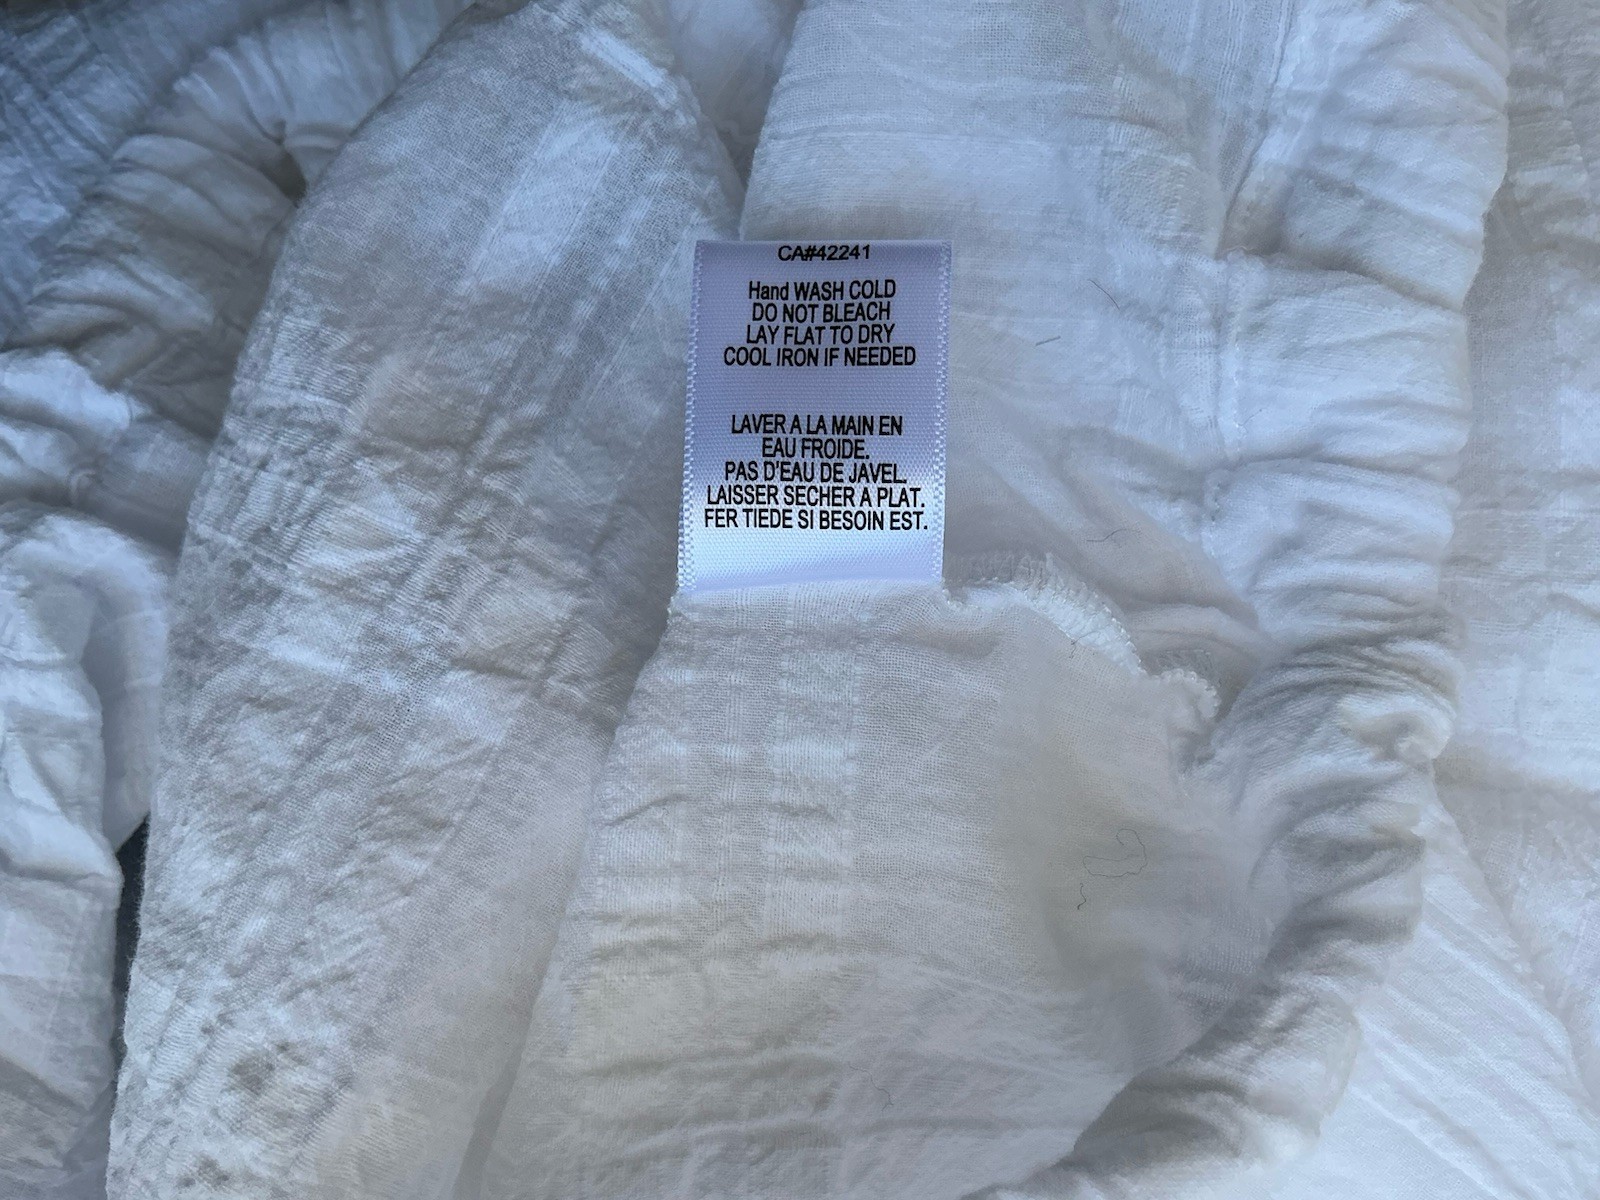 CA#42241
Hand WASH COLD
DO NOT BLEACH
LAY FLAT TO DRY
COOL IRON IF NEEDED
LAVER A LA MAIN EN
EAU FROIDE.
PAS D'EAU DE JAVEL.
LAISSER SECHER A PLAT.
FER TIEDE SI BESOIN EST.